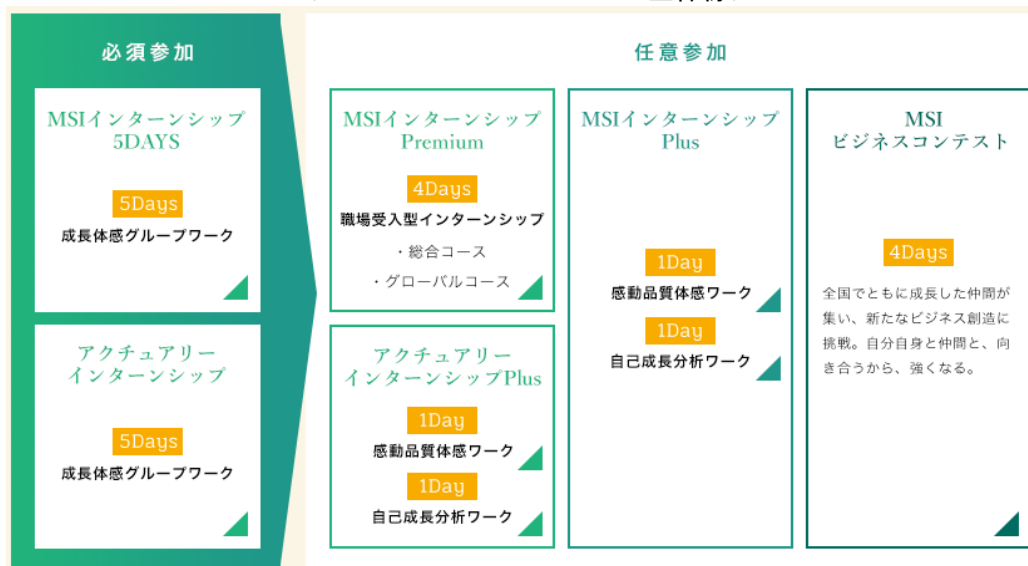 必須参加
MSIインターンシップ
5DAYS
5Days
成長体感グループワーク
アクチュアリー
インターンシップ
5Days
成長体感グループワーク
任意参加
MSIインターンシップ
Premium
4Days
職場受入型インターンシップ
・総合コース
・グローバルコース
アクチュアリー
インターンシップPlus
1Day
感動品質体感ワーク
1Day
自己成長分析ワーク
MSIインターンシップ
Plus
1Day
感動品質体感ワーク
1Day
自己成長分析ワーク
MSI
ビジネスコンテスト
4Days
全国でともに成長した仲間が
集い、新たなビジネス創造に
挑戦。自分自身と仲間と、向
き合うから、強くなる。